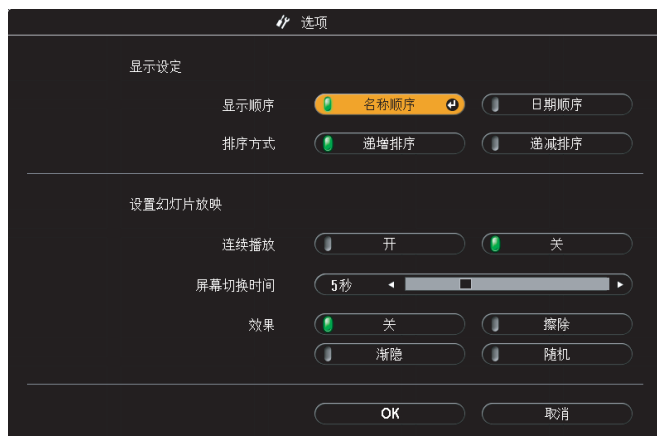 选项
显示设定
显示顺序 名称顺序 日期顺序
排序方式 递增排序 递减排序
设置幻灯片放映
连续播放 开 关
屏幕切换时间 5秒
效果 关 擦除
渐隐 随机
OK 取消